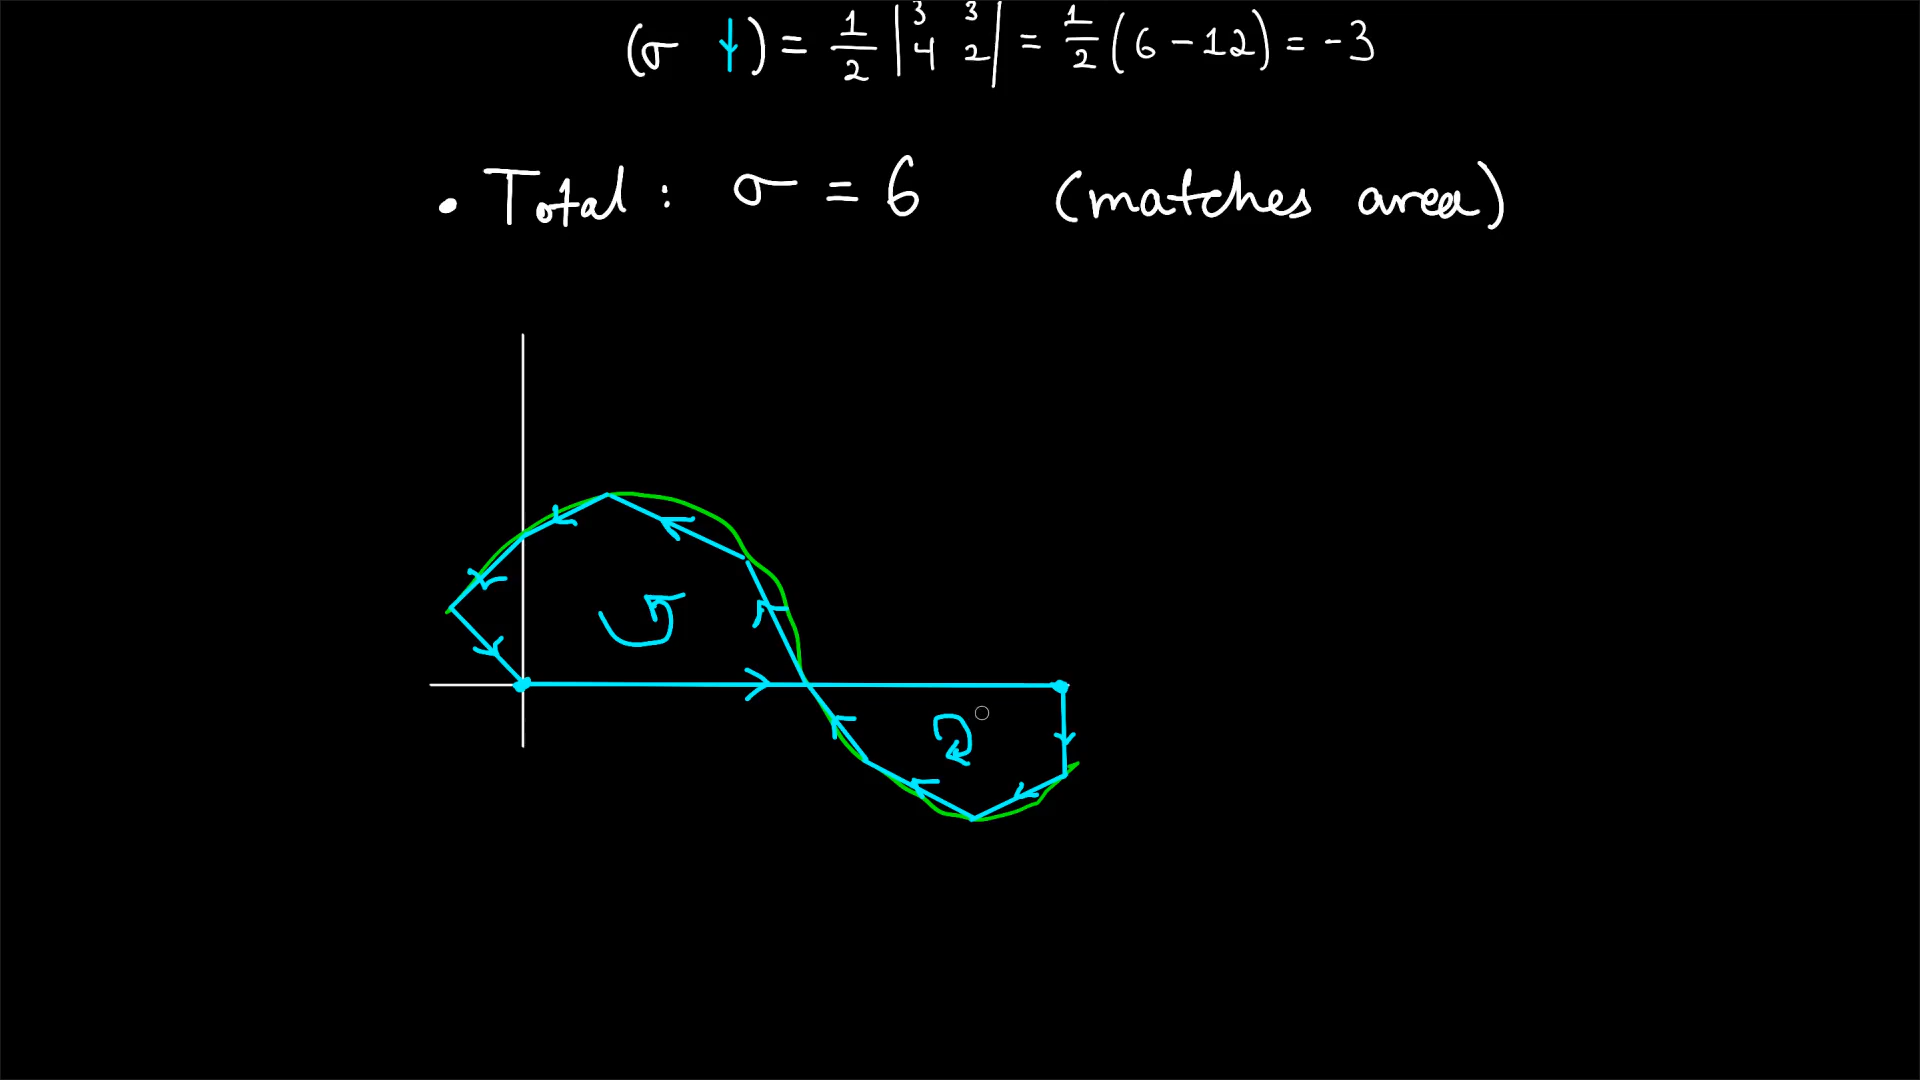 (σ ↓) = 1/2 |3 3 4 2| = 1/2 (6 - 12) = -3
• Total : σ = 6 (matches area)